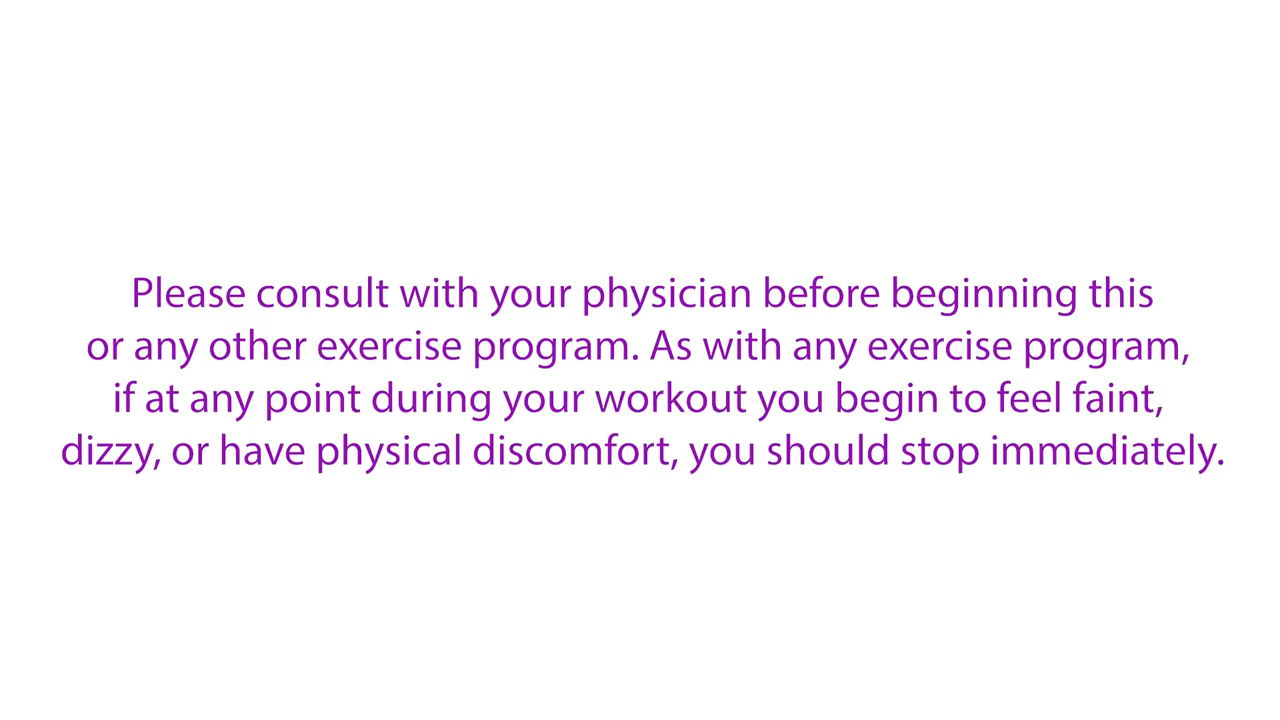 Please consult with your physician before beginning this
or any other exercise program. As with any exercise program,
if at any point during your workout you begin to feel faint,
dizzy, or have physical discomfort, you should stop immediately.